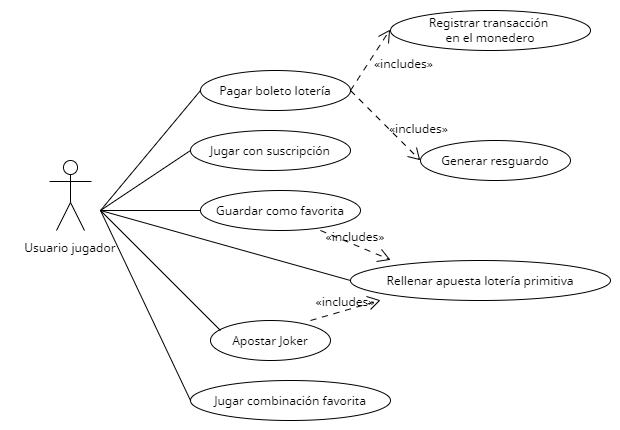 Registrar transacción
en el monedero
«includes»
Pagar boleto lotería
«includes»
Jugar con suscripción
Generar resguardo
Guardar como favorita
Usuario jugador
«includes»
Rellenar apuesta lotería primitiva
«includes»
Apostar Joker
Jugar combinación favorita